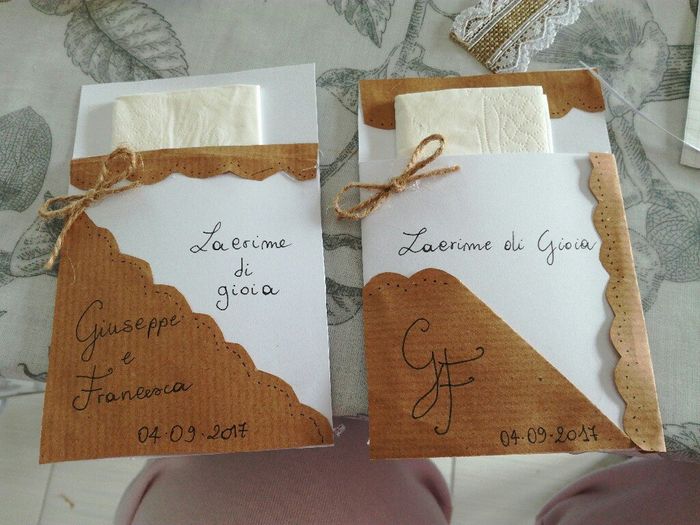 Lacrime
di
gioia
Giuseppe
e
Francesca
04.09.2017
Lacrime di Gioia
GF
04.09.2017